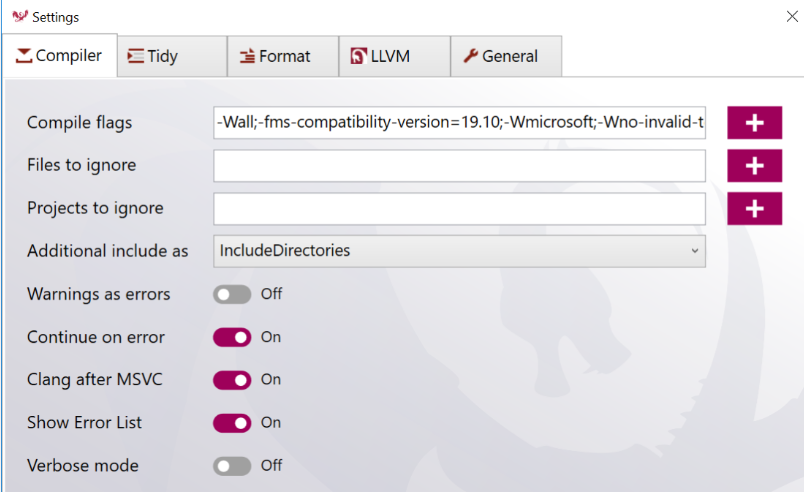 Settings
Compiler Tidy Format LLVM General
Compile flags -Wall;-fms-compatibility-version=19.10;-Wmicrosoft;-Wno-invalid-t
Files to ignore
Projects to ignore
Additional include as IncludeDirectories
Warnings as errors Off
Continue on error On
Clang after MSVC On
Show Error List On
Verbose mode Off